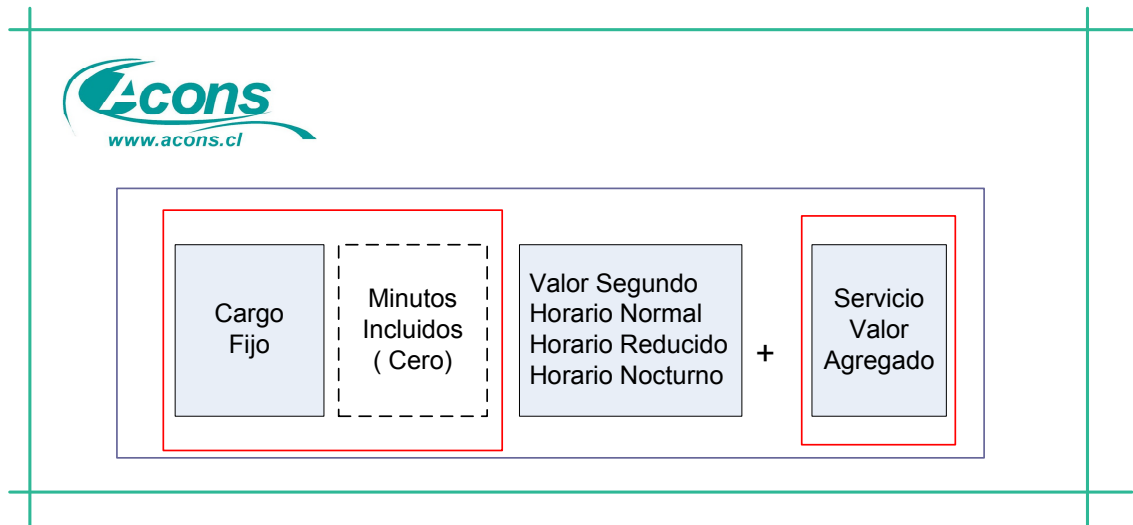 Acons
www.acons.cl
Cargo
Fijo
Minutos
Incluidos
( Cero)
Valor Segundo
Horario Normal
Horario Reducido
Horario Nocturno
+
Servicio
Valor
Agregado